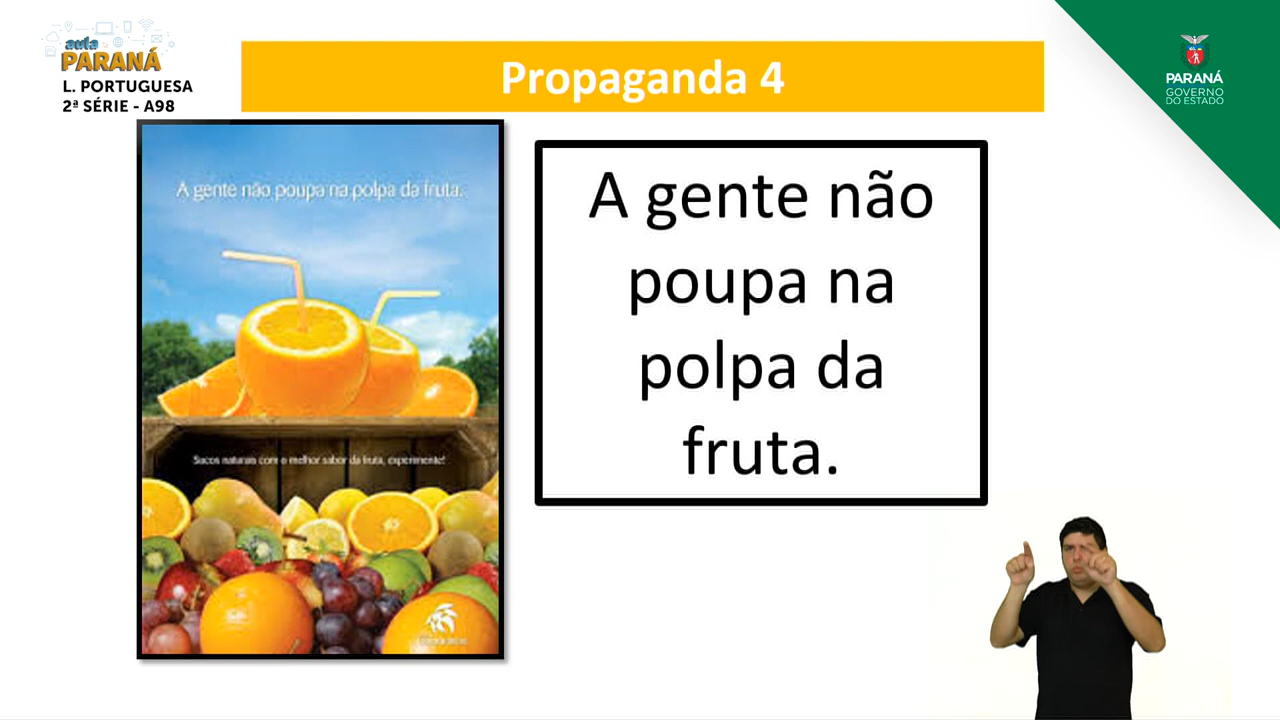 aula
PARANÁ
L. PORTUGUESA
2ª SÉRIE - A98
Propaganda 4
PARANÁ
GOVERNO
DO ESTADO
A gente não poupa na polpa da fruta.
Sucos naturais com o melhor sabor da fruta, experimente!
A gente não
poupa na
polpa da
fruta.